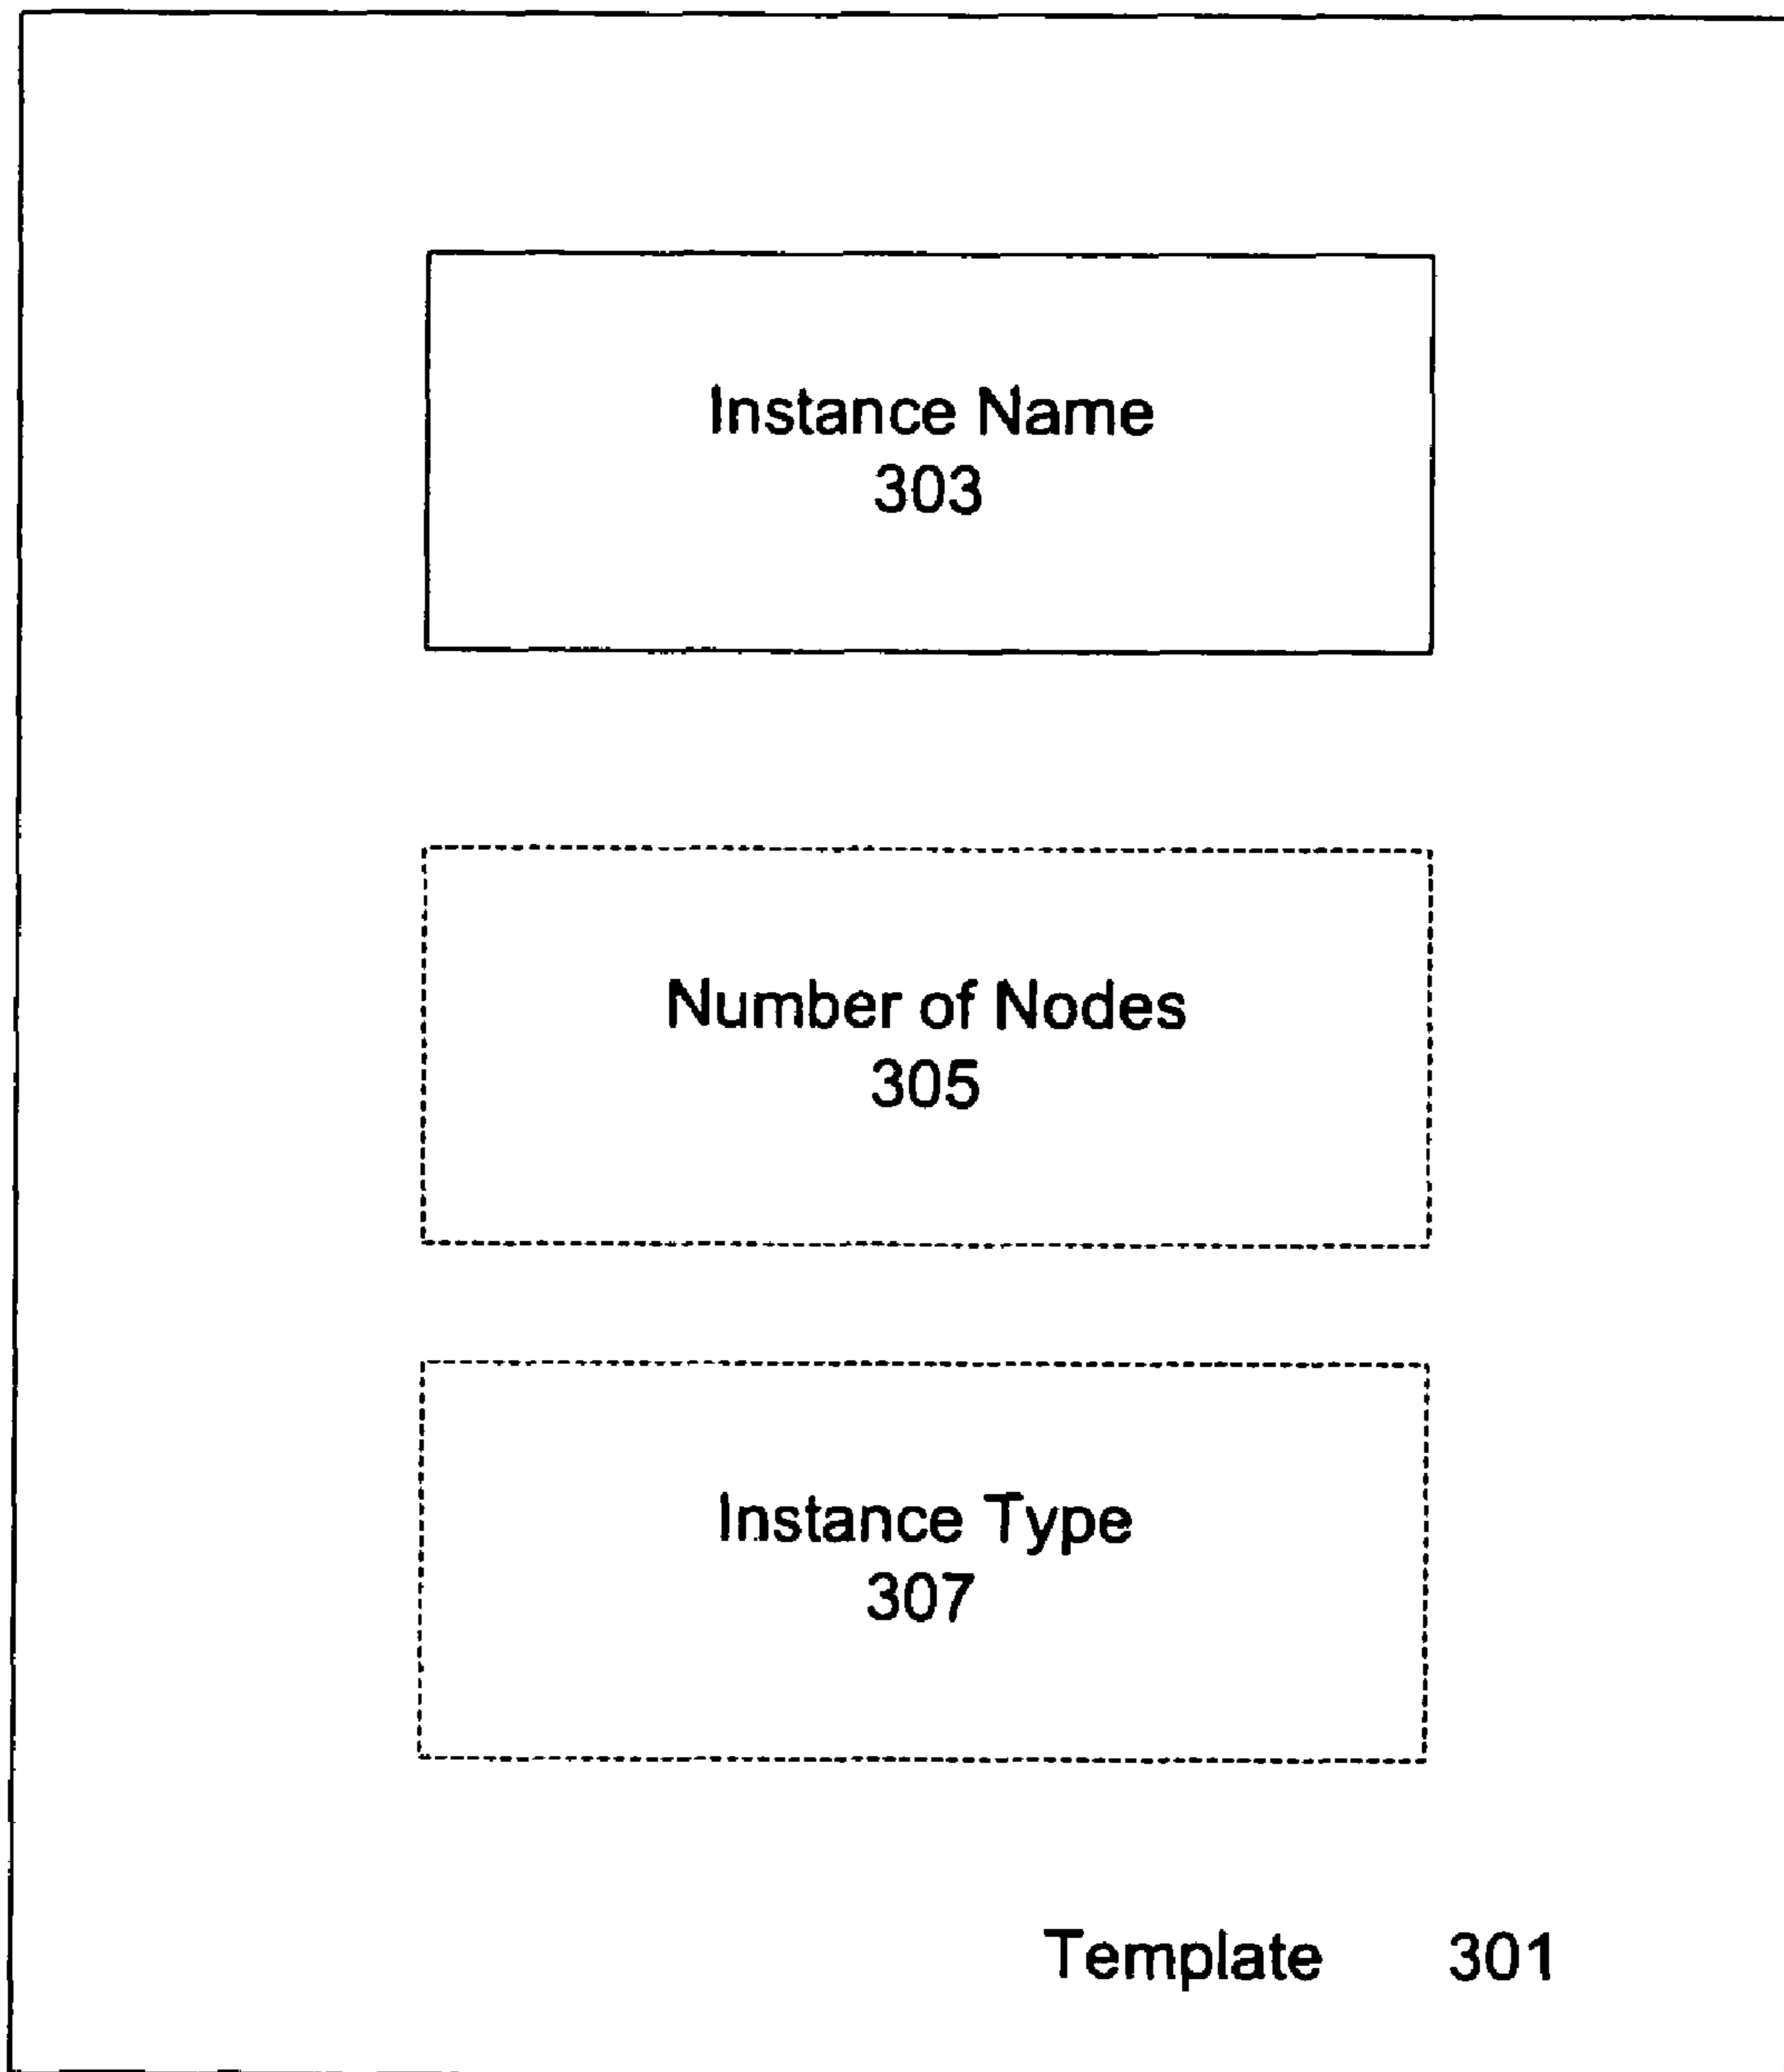 Instance Name
303
Number of Nodes
305
Instance Type
307
Template 301